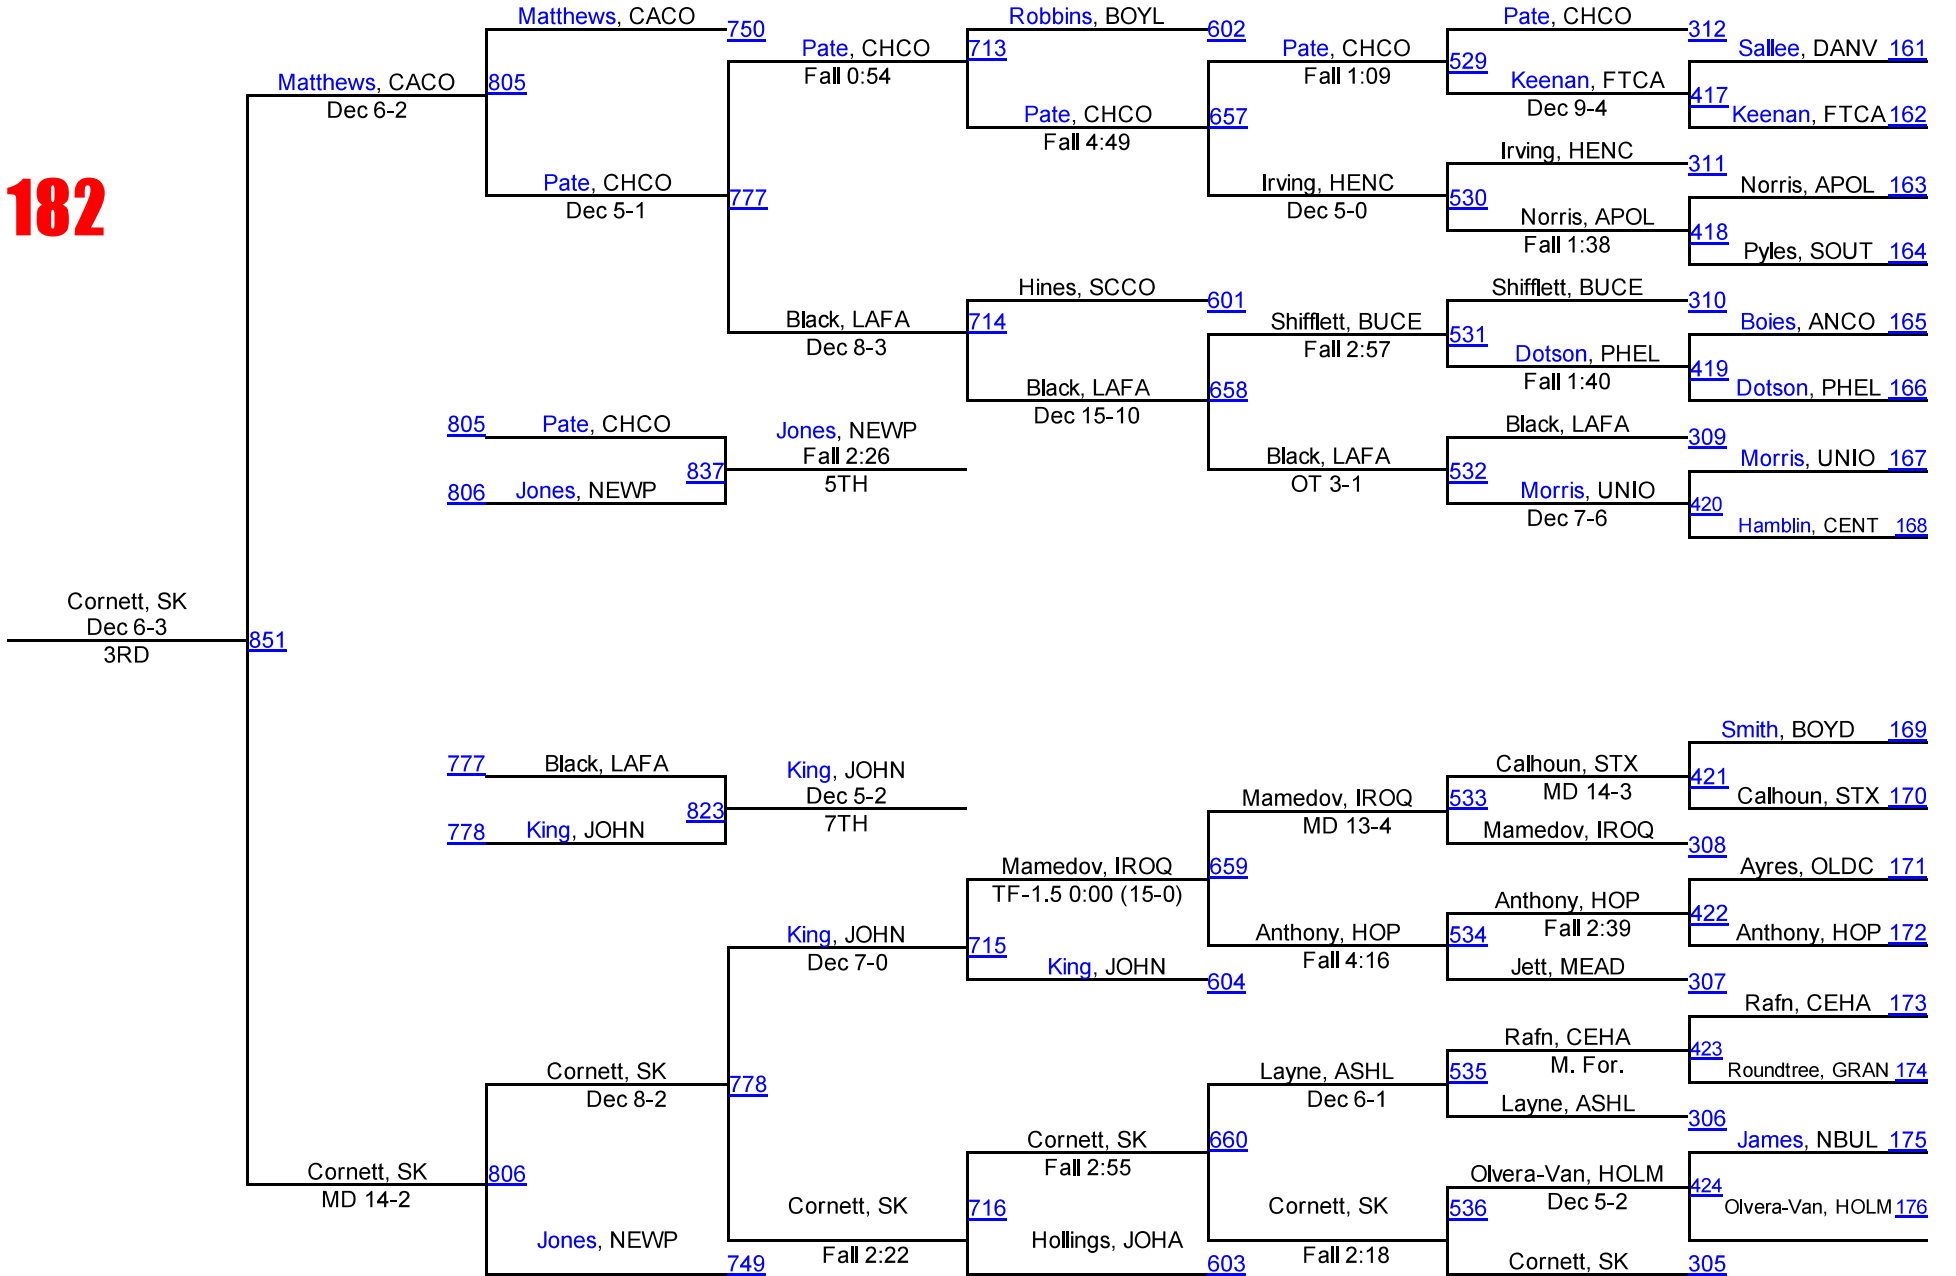 Matthews, CACO
750
Robbins, BOYL
602
Pate, CHCO
312
Pate, CHCO
713
Pate, CHCO
529
Sallee, DANV 161
Matthews, CACO
805
Fall 0:54
Fall 1:09
Keenan, FTCA
417
Dec 6-2
Dec 9-4
Pate, CHCO
657
Keenan, FTCA 162
Fall 4:49
Irving, HENC
311
182
Pate, CHCO
777
Irving, HENC
530
Norris, APOL 163
Dec 5-1
Dec 5-0
Norris, APOL
418
Fall 1:38
Pyles, SOUT 164
Hines, SCCO
601
Shifflett, BUCE
310
Black, LAFA
714
Shifflett, BUCE
531
Boies, ANCO 165
Dec 8-3
Fall 2:57
Dotson, PHEL
419
Fall 1:40
Black, LAFA
658
Dotson, PHEL 166
Dec 15-10
805
Pate, CHCO
Jones, NEWP
Black, LAFA
309
Fall 2:26
837
Black, LAFA
532
Morris, UNIO 167
5TH
OT 3-1
806
Jones, NEWP
Morris, UNIO
420
Dec 7-6
Hamblin, CENT 168
Cornett, SK
Dec 6-3
851
3RD
Smith, BOYD 169
777
Black, LAFA
King, JOHN
Calhoun, STX
421
Dec 5-2
MD 14-3
823
Mamedov, IROQ
533
Calhoun, STX 170
7TH
MD 13-4
778
King, JOHN
Mamedov, IROQ
308
Mamedov, IROQ
659
Ayres, OLDC 171
TF-1.5 0:00 (15-0)
Anthony, HOP
422
Fall 2:39
King, JOHN
715
Anthony, HOP
534
Anthony, HOP 172
Dec 7-0
Fall 4:16
King, JOHN
604
Jett, MEAD
307
Rafn, CEHA 173
Rafn, CEHA
423
M. For.
Cornett, SK
778
Layne, ASHL
535
Roundtree, GRAN 174
Dec 8-2
Dec 6-1
Layne, ASHL
306
Cornett, SK
660
James, NBUL 175
Fall 2:55
Cornett, SK
806
Olvera-Van, HOLM
424
MD 14-2
Dec 5-2
Cornett, SK
716
Cornett, SK
536
Olvera-Van, HOLM 176
Jones, NEWP
749
Fall 2:22
Hollings, JOHA
603
Fall 2:18
Cornett, SK
305